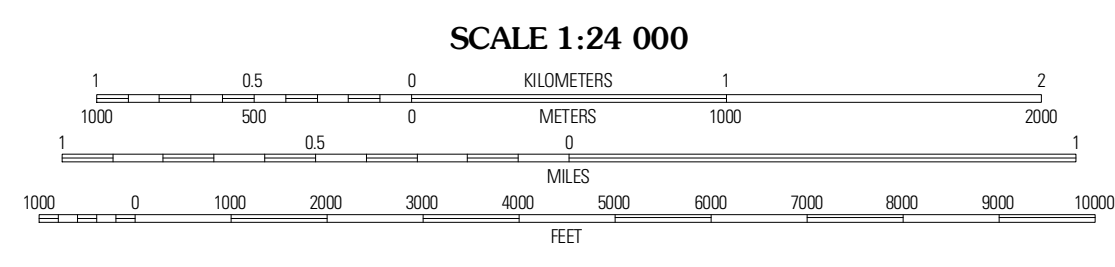 SCALE 1:24 000
1 0.5 0 KILOMETERS 1 2
1000 500 0 METERS 1000 2000
1 0.5 0 1
MILES
1000 0 1000 2000 3000 4000 5000 6000 7000 8000 9000 10000
FEET